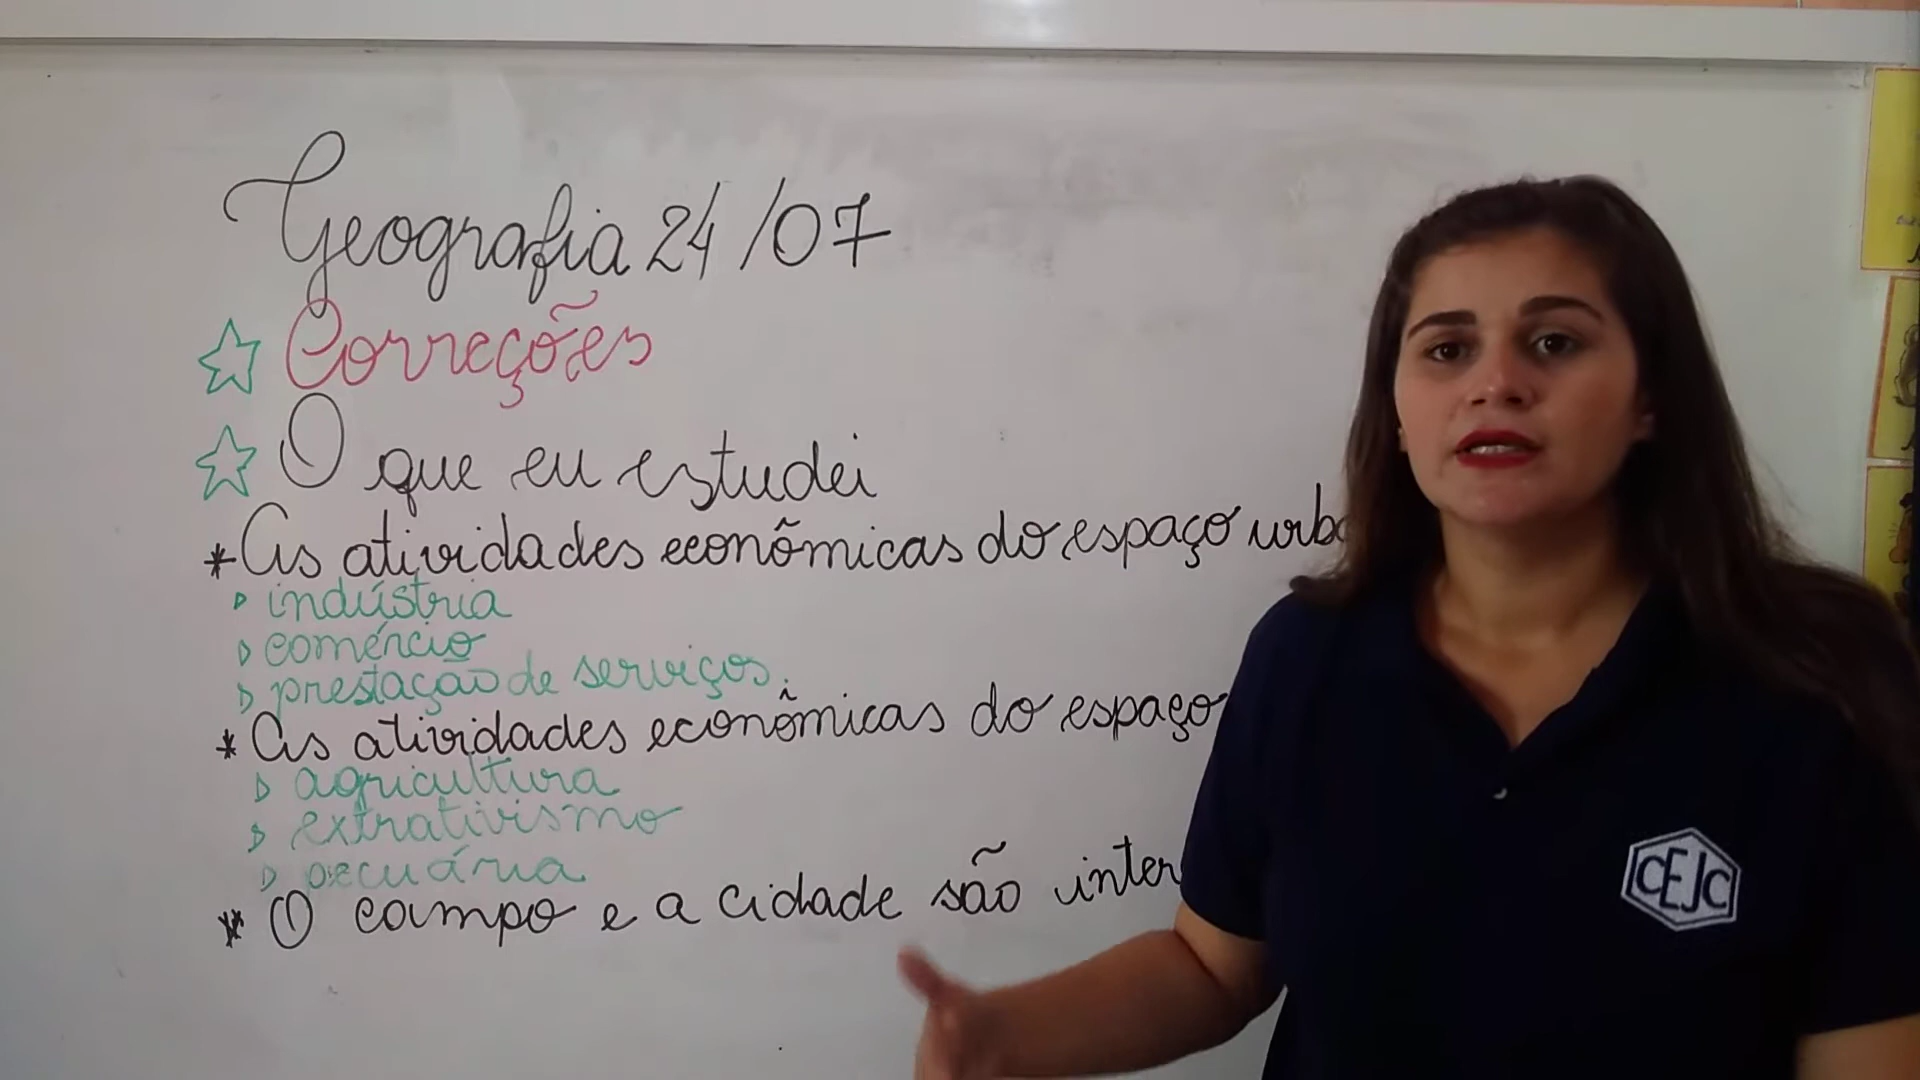 Geografia 24/07
Correções
O que eu estudei
*As atividades econômicas do espaço urb
indústria
comércio
prestação de serviços.
*As atividades econômicas do espaço
agricultura
extrativismo
pecuária
*O campo e a cidade são inter
CEJC